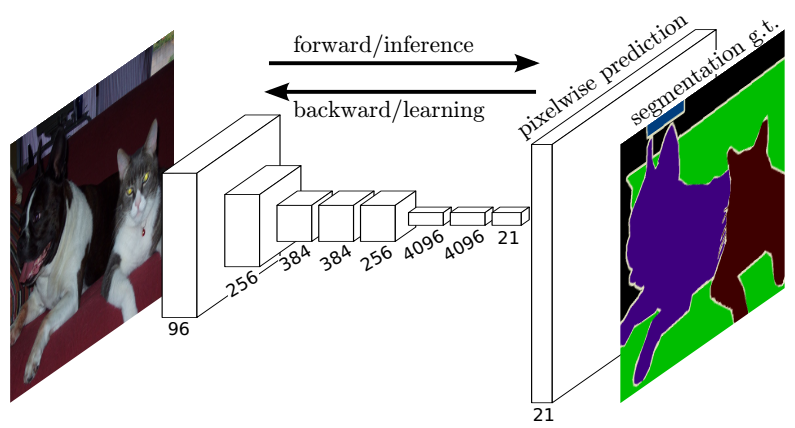 forward/inference
backward/learning
pixelwise prediction
segmentation g.t.
96
256
384
384
256
4096
4096
21
21